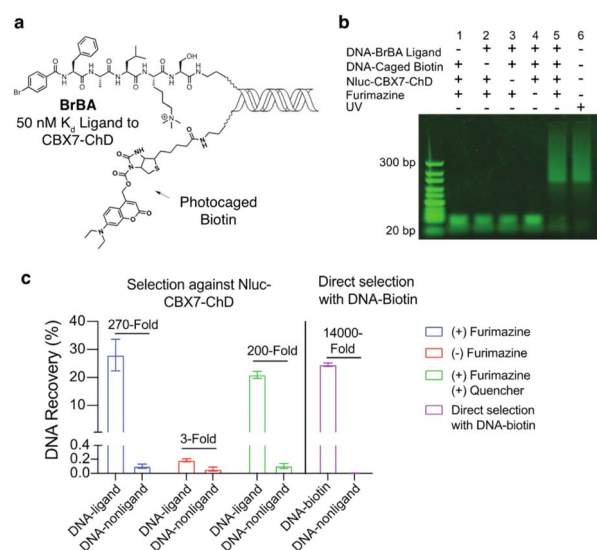 a
Br
O
H
N
O
N
H
H
N
O
O
N
H
H
N
O
OH
O
N
H
BrBA
50 nM Kd Ligand to
CBX7-ChD
N
⊕
O
N
H
O
HN
NH
S
O
O
N
O
O
Photocaged
Biotin
b
1 2 3 4 5 6
DNA-BrBA Ligand - + + + + -
DNA-Caged Biotin + - + + + +
Nluc-CBX7-ChD + + - + + -
Furimazine + + + - + -
UV - - - - - +
300 bp
20 bp
c
Selection against Nluc-
CBX7-ChD
Direct selection
with DNA-Biotin
DNA Recovery (%)
40
30
20
10
0.4
0.2
0.0
270-Fold
3-Fold
200-Fold
14000-
Fold
DNA-ligand
DNA-nonligand
DNA-ligand
DNA-nonligand
DNA-ligand
DNA-nonligand
DNA-biotin
DNA-nonligand
(+) Furimazine
(-) Furimazine
(+) Furimazine
(+) Quencher
Direct selection
with DNA-biotin